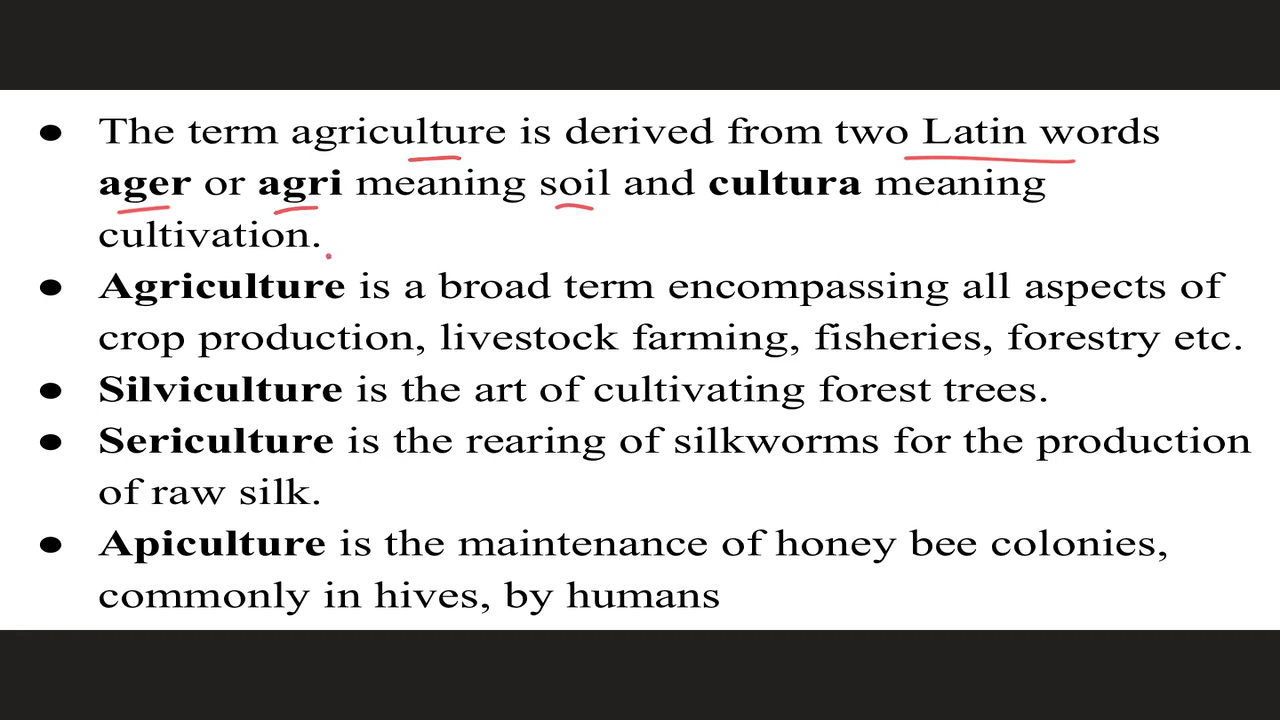 ● The term agriculture is derived from two Latin words
ager or agri meaning soil and cultura meaning
cultivation.
● Agriculture is a broad term encompassing all aspects of
crop production, livestock farming, fisheries, forestry etc.
● Silviculture is the art of cultivating forest trees.
● Sericulture is the rearing of silkworms for the production
of raw silk.
● Apiculture is the maintenance of honey bee colonies,
commonly in hives, by humans